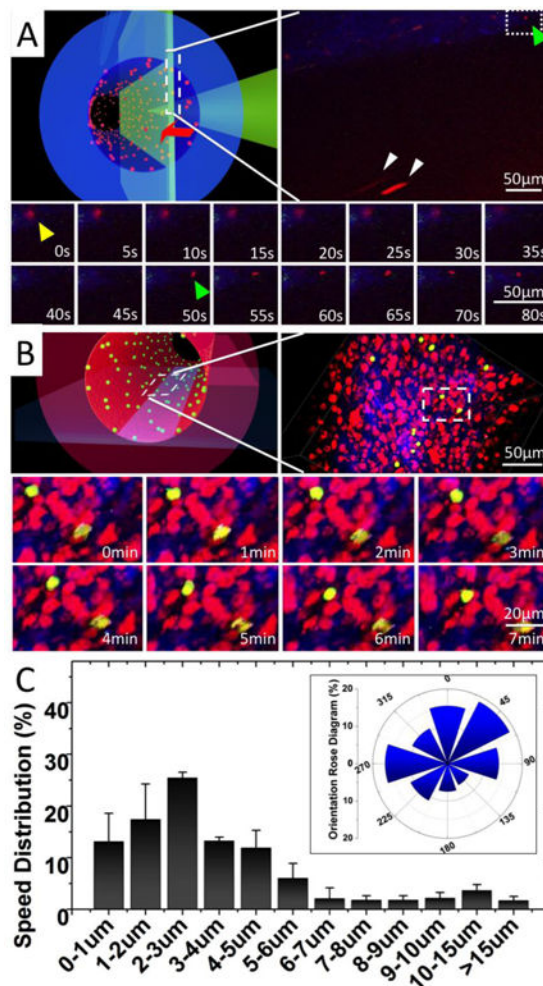 A
50μm
0s
5s
10s
15s
20s
25s
30s
35s
40s
45s
50s
55s
60s
65s
70s
50μm
80s
B
50μm
0min
1min
2min
3min
4min
5min
6min
20μm
7min
C
Speed Distribution (%)
40
30
20
10
0
0-1um
1-2um
2-3um
3-4um
4-5um
5-6um
6-7um
7-8um
8-9um
9-10um
10-15um
>15um
Orientation Rose Diagram (%)
20
10
0
10
20
0
45
90
135
180
225
270
315